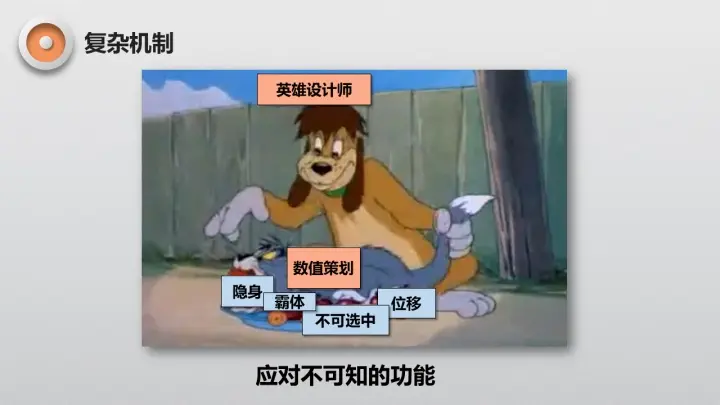 复杂机制
英雄设计师
数值策划
隐身
霸体
位移
不可选中
应对不可知的功能